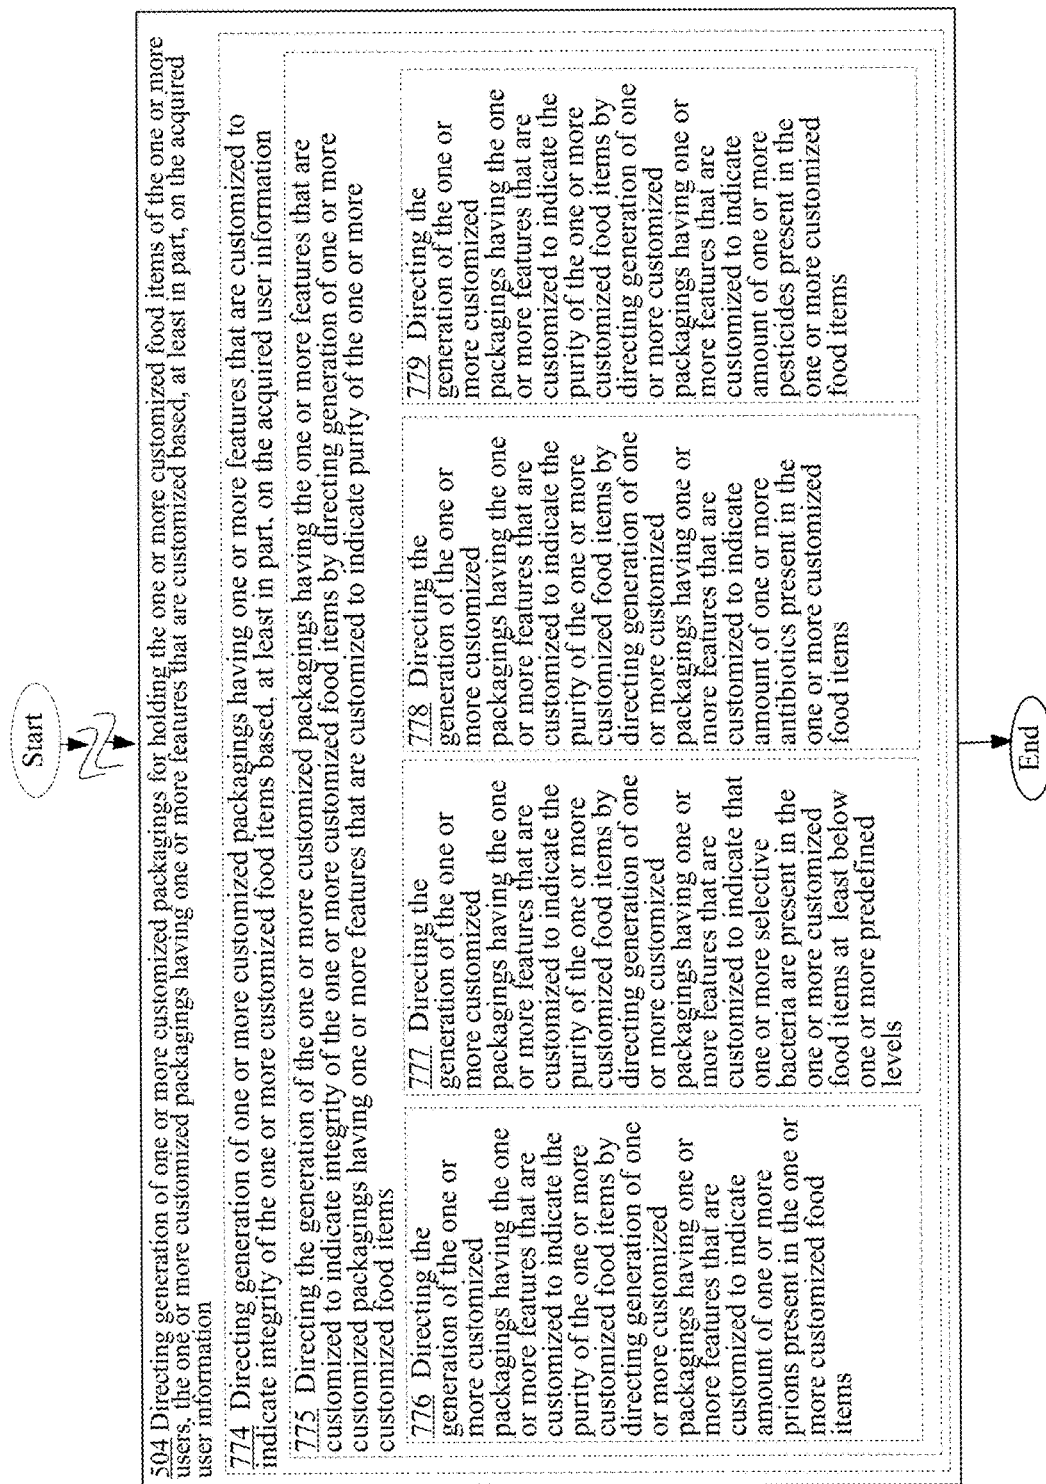 Start
504 Directing generation of one or more customized packagings for holding the one or more customized food items of the one or more
users, the one or more customized packagings having one or more features that are customized based, at least in part, on the acquired
user information
774 Directing generation of one or more customized packagings having one or more features that are customized to
indicate integrity of the one or more customized food items based, at least in part, on the acquired user information
775 Directing the generation of the one or more customized packagings having the one or more features that are
customized to indicate integrity of the one or more customized food items by directing generation of one or more
customized packagings having one or more features that are customized to indicate purity of the one or more
customized food items
776 Directing the
generation of the one or
more customized
packagings having the one
or more features that are
customized to indicate the
purity of the one or more
customized food items by
directing generation of one
or more customized
packagings having one or
more features that are
customized to indicate
amount of one or more
prions present in the one or
more customized food
items
777 Directing the
generation of the one or
more customized
packagings having the one
or more features that are
customized to indicate the
purity of the one or more
customized food items by
directing generation of one
or more customized
packagings having one or
more features that are
customized to indicate that
one or more selective
bacteria are present in the
one or more customized
food items at least below
one or more predefined
levels
778 Directing the
generation of the one or
more customized
packagings having the one
or more features that are
customized to indicate the
purity of the one or more
customized food items by
directing generation of one
or more customized
packagings having one or
more features that are
customized to indicate
amount of one or more
antibiotics present in the
one or more customized
food items
779 Directing the
generation of the one or
more customized
packagings having the one
or more features that are
customized to indicate the
purity of the one or more
customized food items by
directing generation of one
or more customized
packagings having one or
more features that are
customized to indicate
amount of one or more
pesticides present in the
one or more customized
food items
End